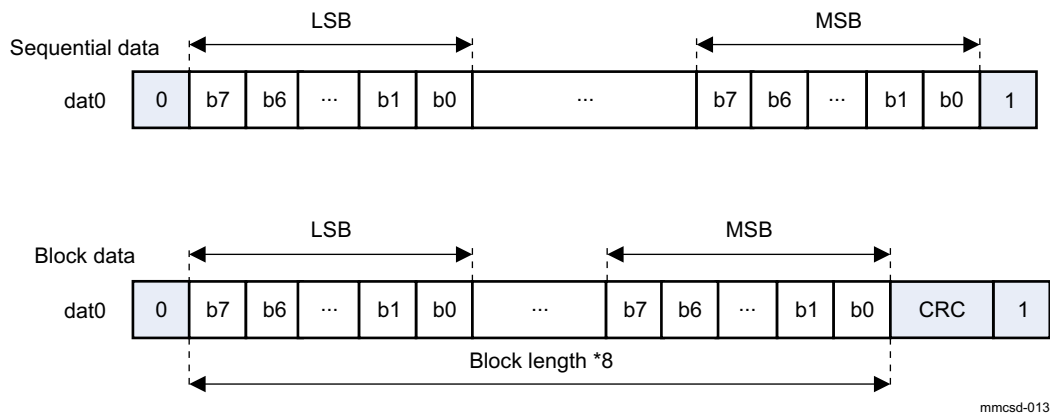 LSB MSB
Sequential data
dat0 0 b7 b6 ... b1 b0 ... b7 b6 ... b1 b0 1
LSB MSB
Block data
dat0 0 b7 b6 ... b1 b0 ... b7 b6 ... b1 b0 CRC 1
Block length *8
mmcsd-013